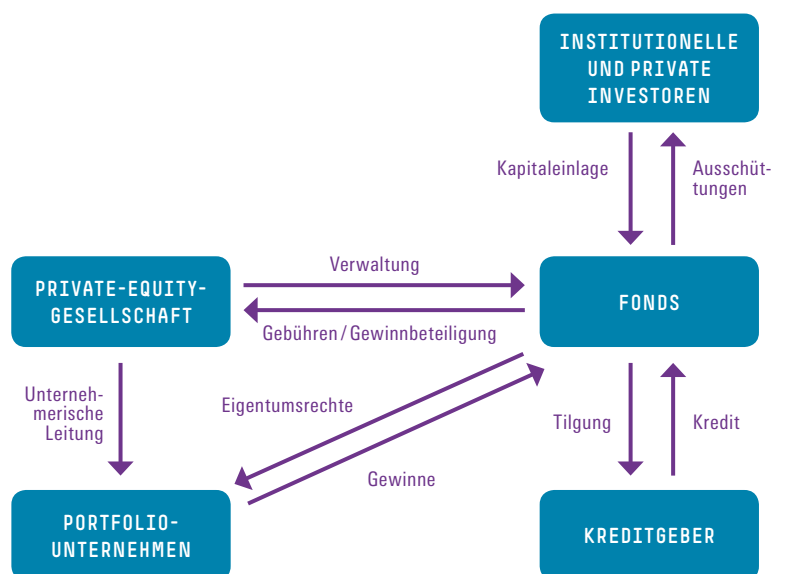 INSTITUTIONELLE
UND PRIVATE
INVESTOREN
Kapitaleinlage
Ausschüt-
tungen
Verwaltung
PRIVATE-EQUITY-
GESELLSCHAFT
FONDS
Gebühren / Gewinnbeteiligung
Unterneh-
merische
Leitung
Eigentumsrechte
Tilgung
Kredit
Gewinne
PORTFOLIO-
UNTERNEHMEN
KREDITGEBER